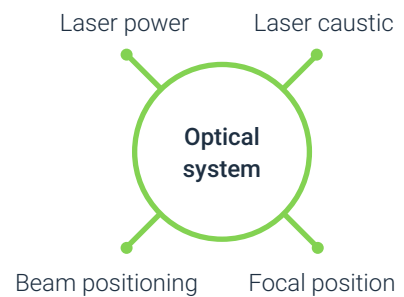 Laser power
Laser caustic
Optical
system
Beam positioning
Focal position